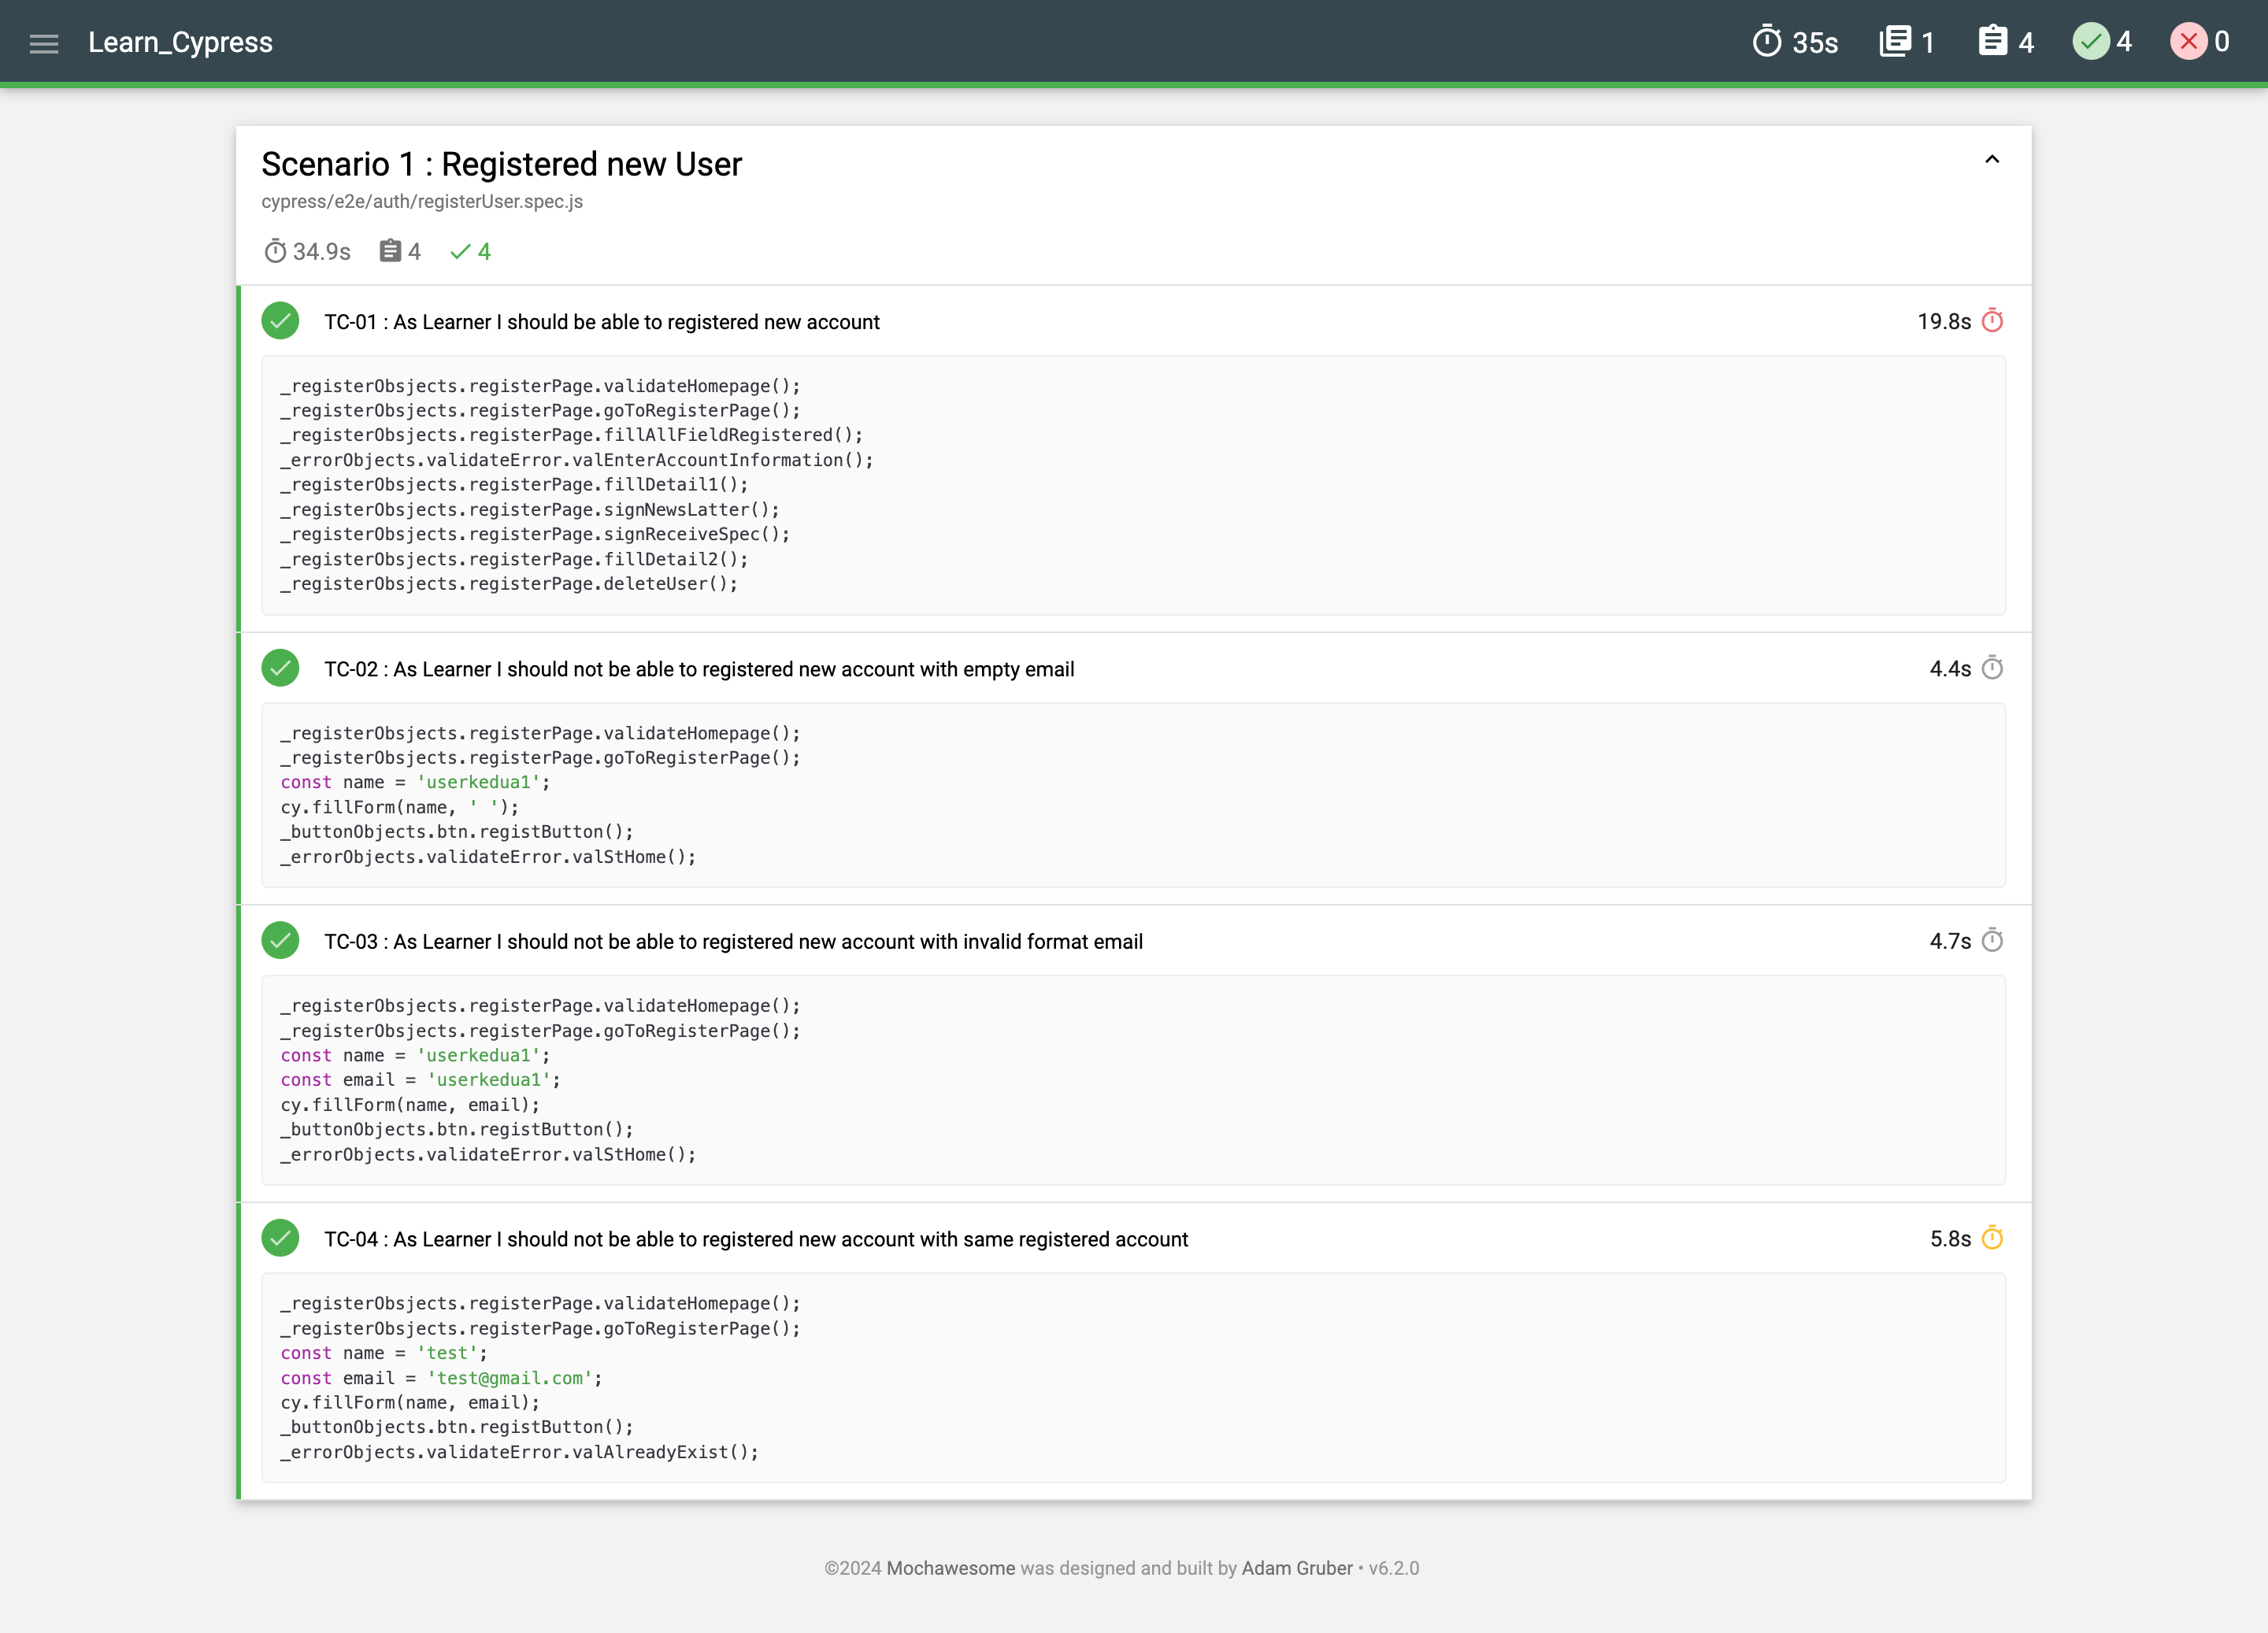 Learn_Cypress
35s 1 4 4 0
Scenario 1 : Registered new User
cypress/e2e/auth/registerUser.spec.js
34.9s 4 4
TC-01 : As Learner I should be able to registered new account 19.8s
_registerObsjects.registerPage.validateHomepage();
_registerObsjects.registerPage.goToRegisterPage();
_registerObsjects.registerPage.fillAllFieldRegistered();
_errorObjects.validateError.valEnterAccountInformation();
_registerObsjects.registerPage.fillDetail1();
_registerObsjects.registerPage.signNewsLatter();
_registerObsjects.registerPage.signReceiveSpec();
_registerObsjects.registerPage.fillDetail2();
_registerObsjects.registerPage.deleteUser();
TC-02 : As Learner I should not be able to registered new account with empty email 4.4s
_registerObsjects.registerPage.validateHomepage();
_registerObsjects.registerPage.goToRegisterPage();
const name = 'userkedua1';
cy.fillForm(name, ' ');
_buttonObjects.btn.registButton();
_errorObjects.validateError.valStHome();
TC-03 : As Learner I should not be able to registered new account with invalid format email 4.7s
_registerObsjects.registerPage.validateHomepage();
_registerObsjects.registerPage.goToRegisterPage();
const name = 'userkedua1';
const email = 'userkedua1';
cy.fillForm(name, email);
_buttonObjects.btn.registButton();
_errorObjects.validateError.valStHome();
TC-04 : As Learner I should not be able to registered new account with same registered account 5.8s
_registerObsjects.registerPage.validateHomepage();
_registerObsjects.registerPage.goToRegisterPage();
const name = 'test';
const email = 'test@gmail.com';
cy.fillForm(name, email);
_buttonObjects.btn.registButton();
_errorObjects.validateError.valAlreadyExist();
©2024 Mochawesome was designed and built by Adam Gruber • v6.2.0